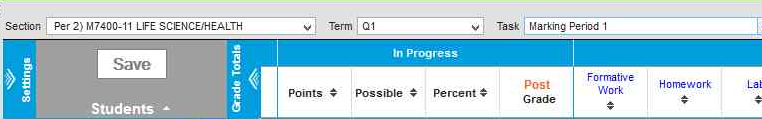 Section Per 2) M7400-11 LIFE SCIENCE/HEALTH Term Q1 Task Marking Period 1
Settings
Save
Students
Grade Totals
In Progress
Points Possible Percent Post Grade
Formative Work
Homework
Lab